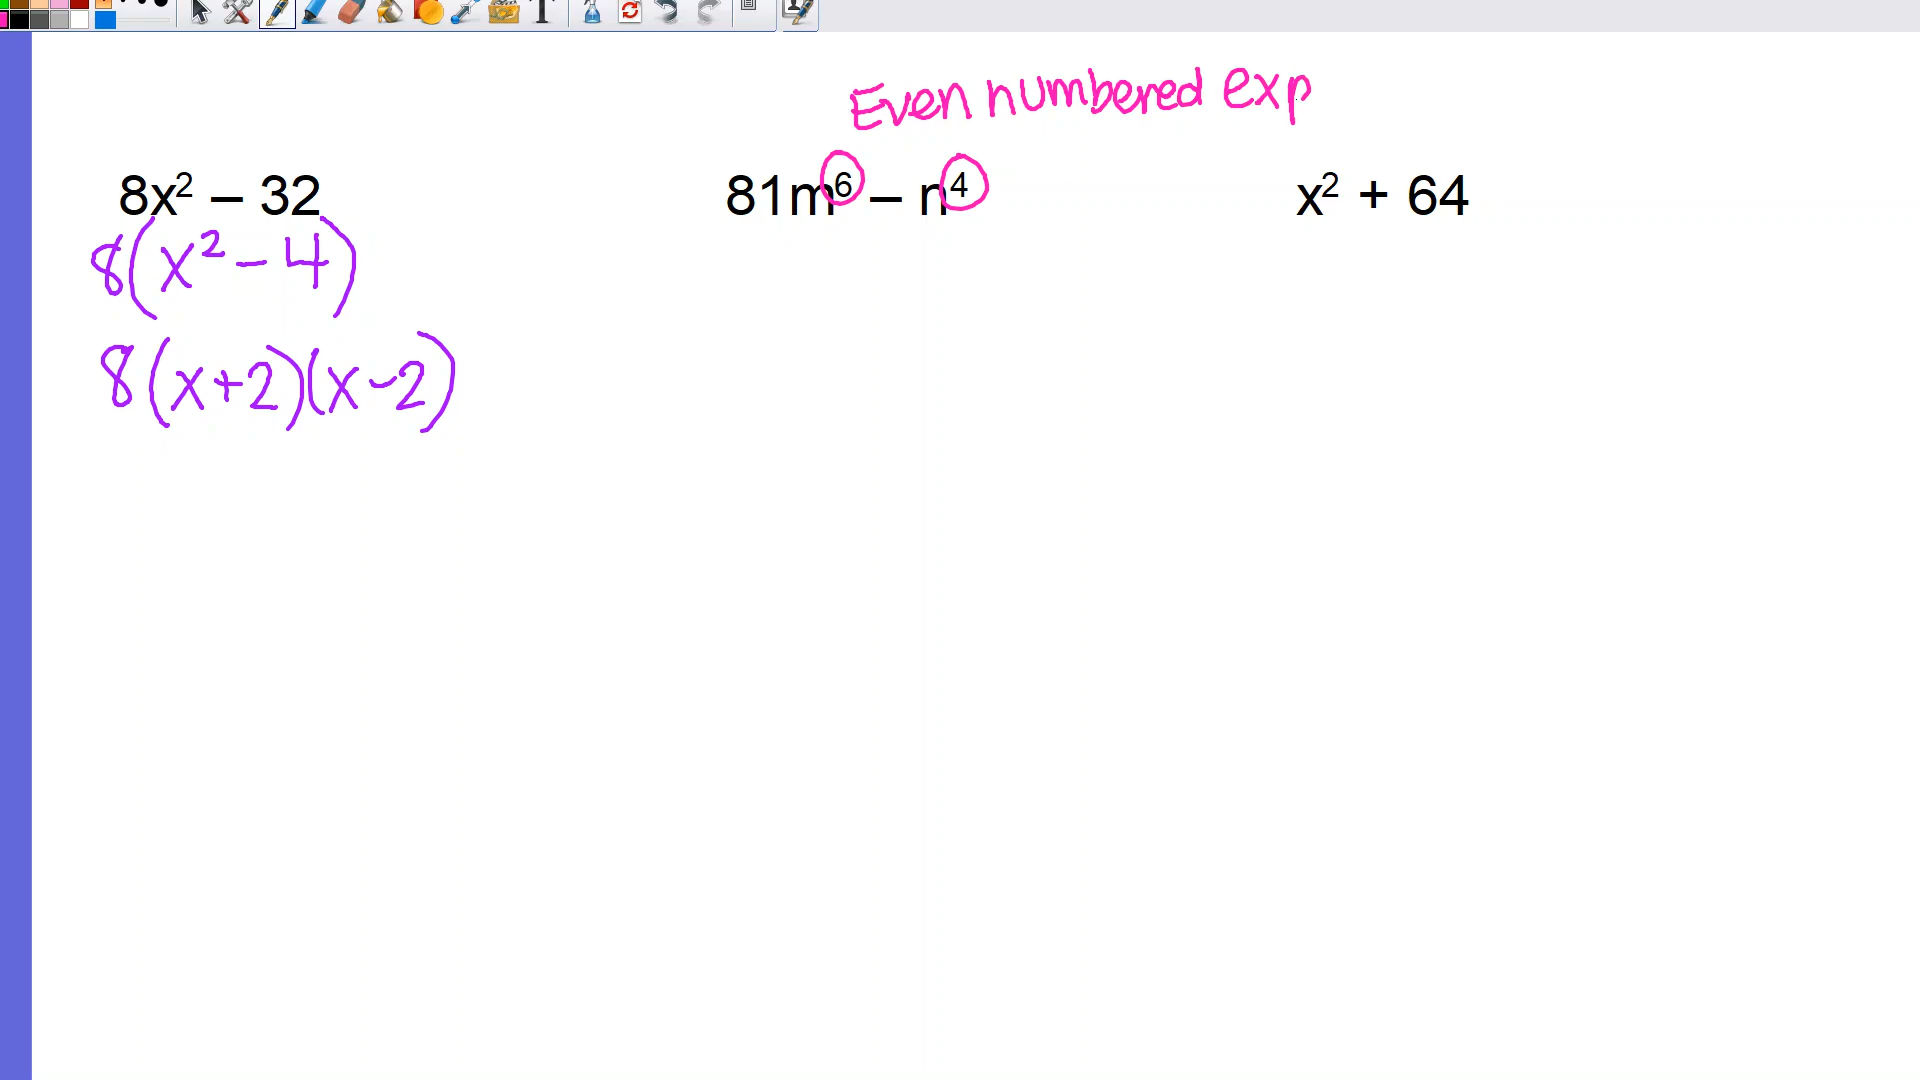 Even numbered exp
8x² – 32
81m⁶ – n⁴
x² + 64
8(x² – 4)
8(x+2)(x–2)